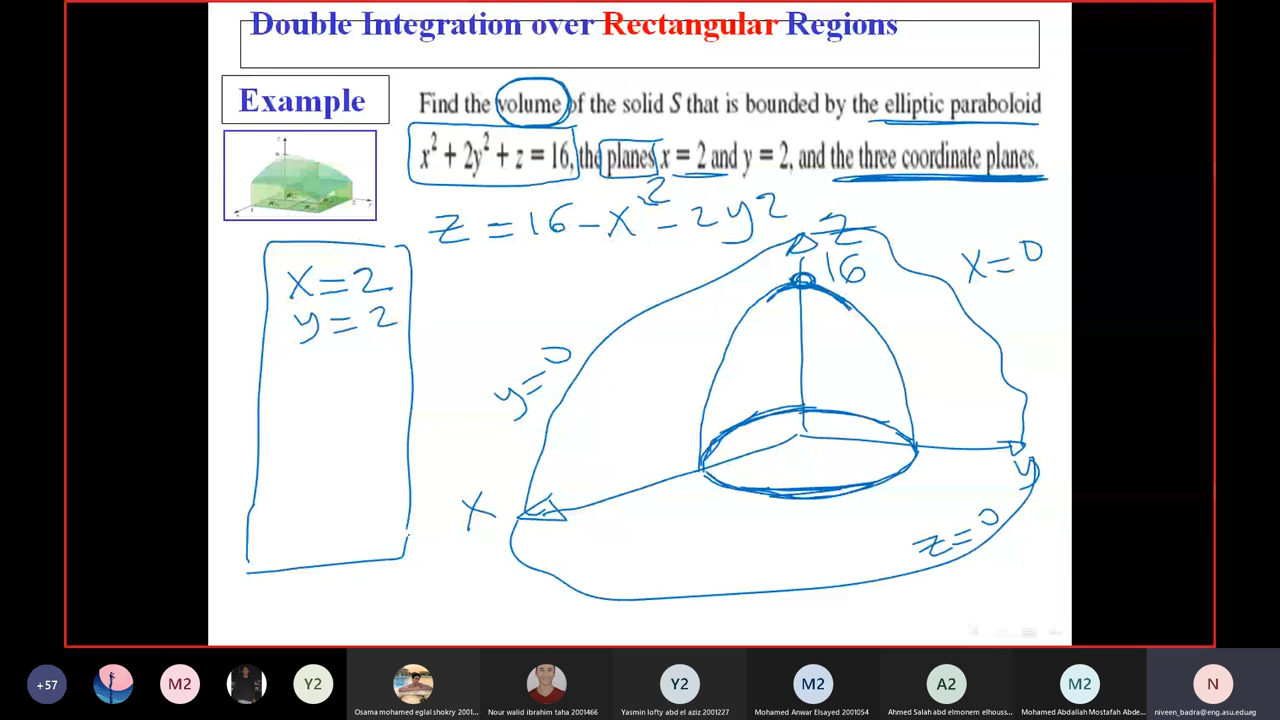 Double Integration over Rectangular Regions
Example
Find the volume of the solid S that is bounded by the elliptic paraboloid
x² + 2y² + z = 16, the planes x = 2 and y = 2, and the three coordinate planes.
z = 16 - x² - 2y2
x = 2
y = 2
z
16
x = 0
y = 0
x
y
z = 0
+57
M2
Y2
Osama mohamed eglal shokry 2001...
Nour walid ibrahim taha 2001466
Y2
Yasmin lofty abd el aziz 2001227
M2
Mohamed Anwar Elsayed 2001054
A2
Ahmed Salah abd elmonem elhouss...
M2
Mohamed Abdallah Mostafah Abde...
N
niveen_badra@eng.asu.edu.eg